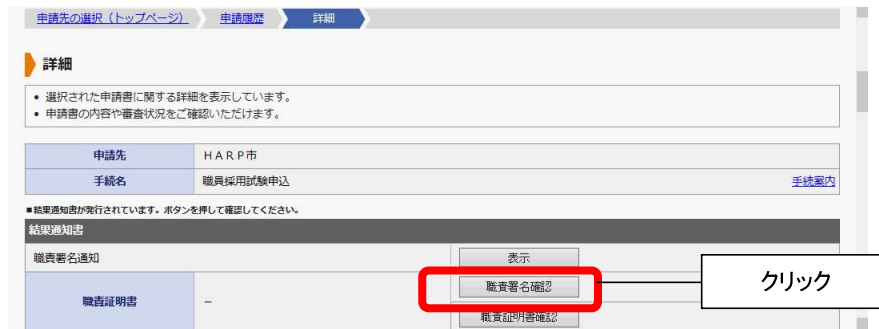 申請先の選択（トップページ） 申請履歴 詳細
詳細
• 選択された申請書に関する詳細を表示しています。
• 申請書の内容や審査状況をご確認いただけます。
申請先 ＨＡＲＰ市
手続名 職員採用試験申込 手続案内
■結果通知書が発行されています。ボタンを押して確認してください。
結果通知書
職責署名通知 表示
職責証明書 － 職責署名確認
職責証明書確認
クリック